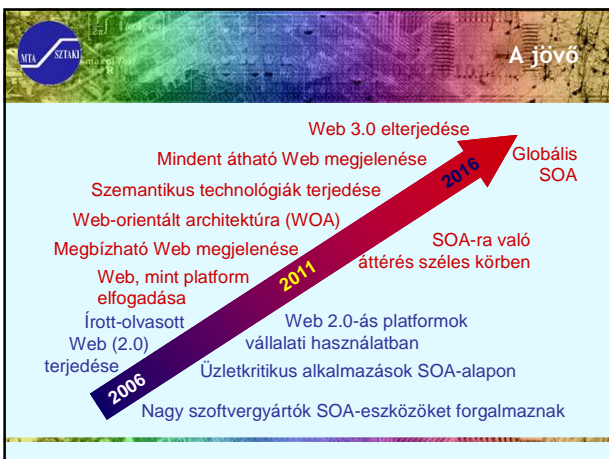 MTA SZTAKI
A jövő
Web 3.0 elterjedése
Mindent átható Web megjelenése
Globális
SOA
Szemantikus technológiák terjedése
Web-orientált architektúra (WOA)
Megbízható Web megjelenése
SOA-ra való
áttérés széles körben
Web, mint platform
elfogadása
Írott-olvasott
Web (2.0)
terjedése
Web 2.0-ás platformok
vállalati használatban
Üzletkritikus alkalmazások SOA-alapon
Nagy szoftvergyártók SOA-eszközöket forgalmaznak
2006
2011
2016